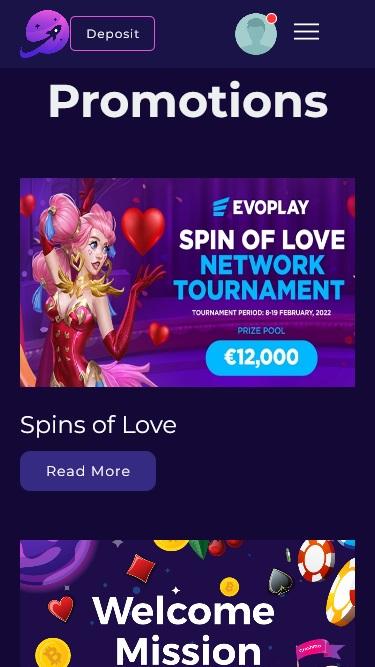 Deposit
Promotions
EVOPLAY
SPIN OF LOVE
NETWORK
TOURNAMENT
TOURNAMENT PERIOD: 8-19 FEBRUARY, 2022
PRIZE POOL
€12,000
Spins of Love
Read More
Welcome
Mission